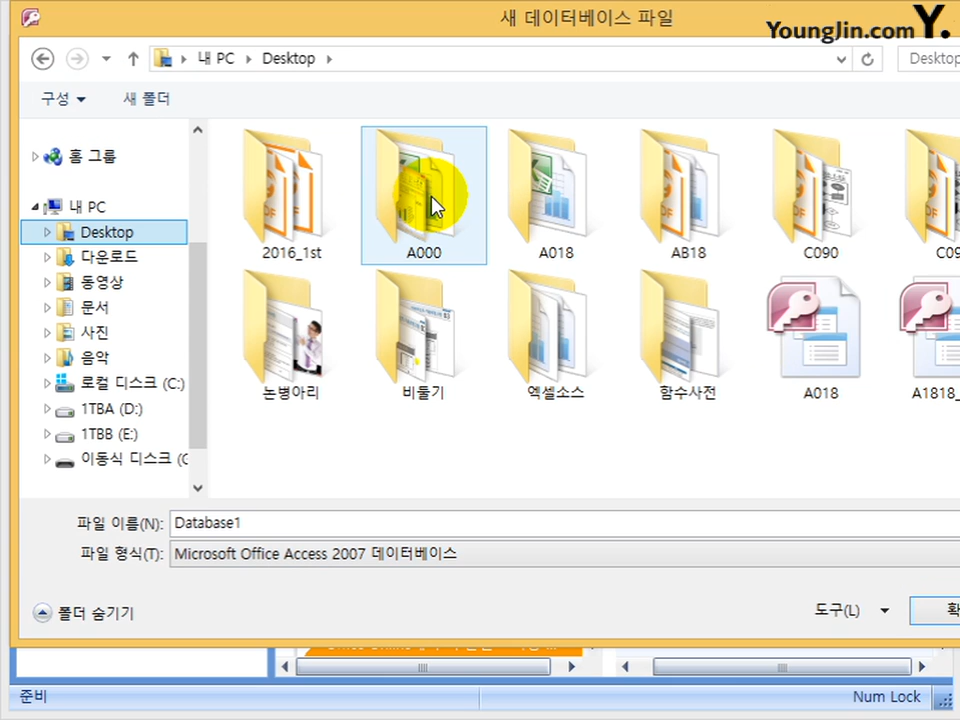 새 데이터베이스 파일
YoungJin.com Y.
내 PC Desktop
Desktop
구성
새 폴더
홈 그룹
내 PC
Desktop
다운로드
동영상
문서
사진
음악
로컬 디스크 (C:)
1TBA (D:)
1TBB (E:)
이동식 디스크 (
2016_1st
A000
A018
AB18
C090
C09
논병아리
비둘기
엑셀소스
함수사전
A018
A1818_
파일 이름(N): Database1
파일 형식(T): Microsoft Office Access 2007 데이터베이스
폴더 숨기기
도구(L)
준비
Num Lock